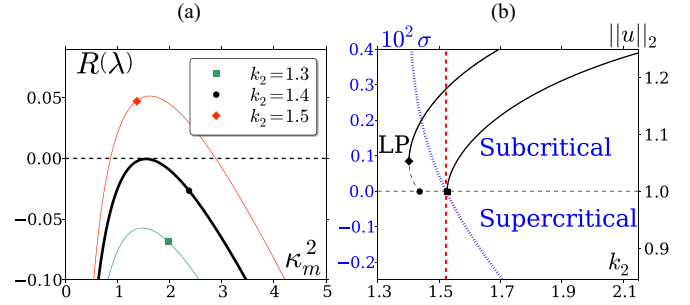 (a)
R(λ)
k₂=1.3
k₂=1.4
k₂=1.5
0.05
0.00
−0.05
−0.10
0 1 2 3 4 5
κₘ²
(b)
10² σ
||u||₂
0.4
0.3
0.2
0.1
0.0
−0.1
−0.2
LP
Subcritical
Supercritical
1.2
1.1
1.0
0.9
k₂
1.3 1.5 1.7 1.9 2.1